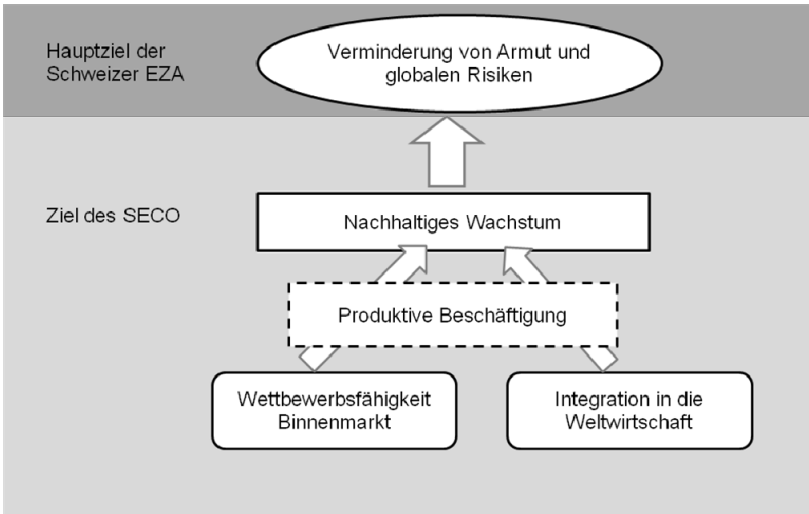 Hauptziel der
Schweizer EZA
Verminderung von Armut und
globalen Risiken
Ziel des SECO
Nachhaltiges Wachstum
Produktive Beschäftigung
Wettbewerbsfähigkeit
Binnenmarkt
Integration in die
Weltwirtschaft